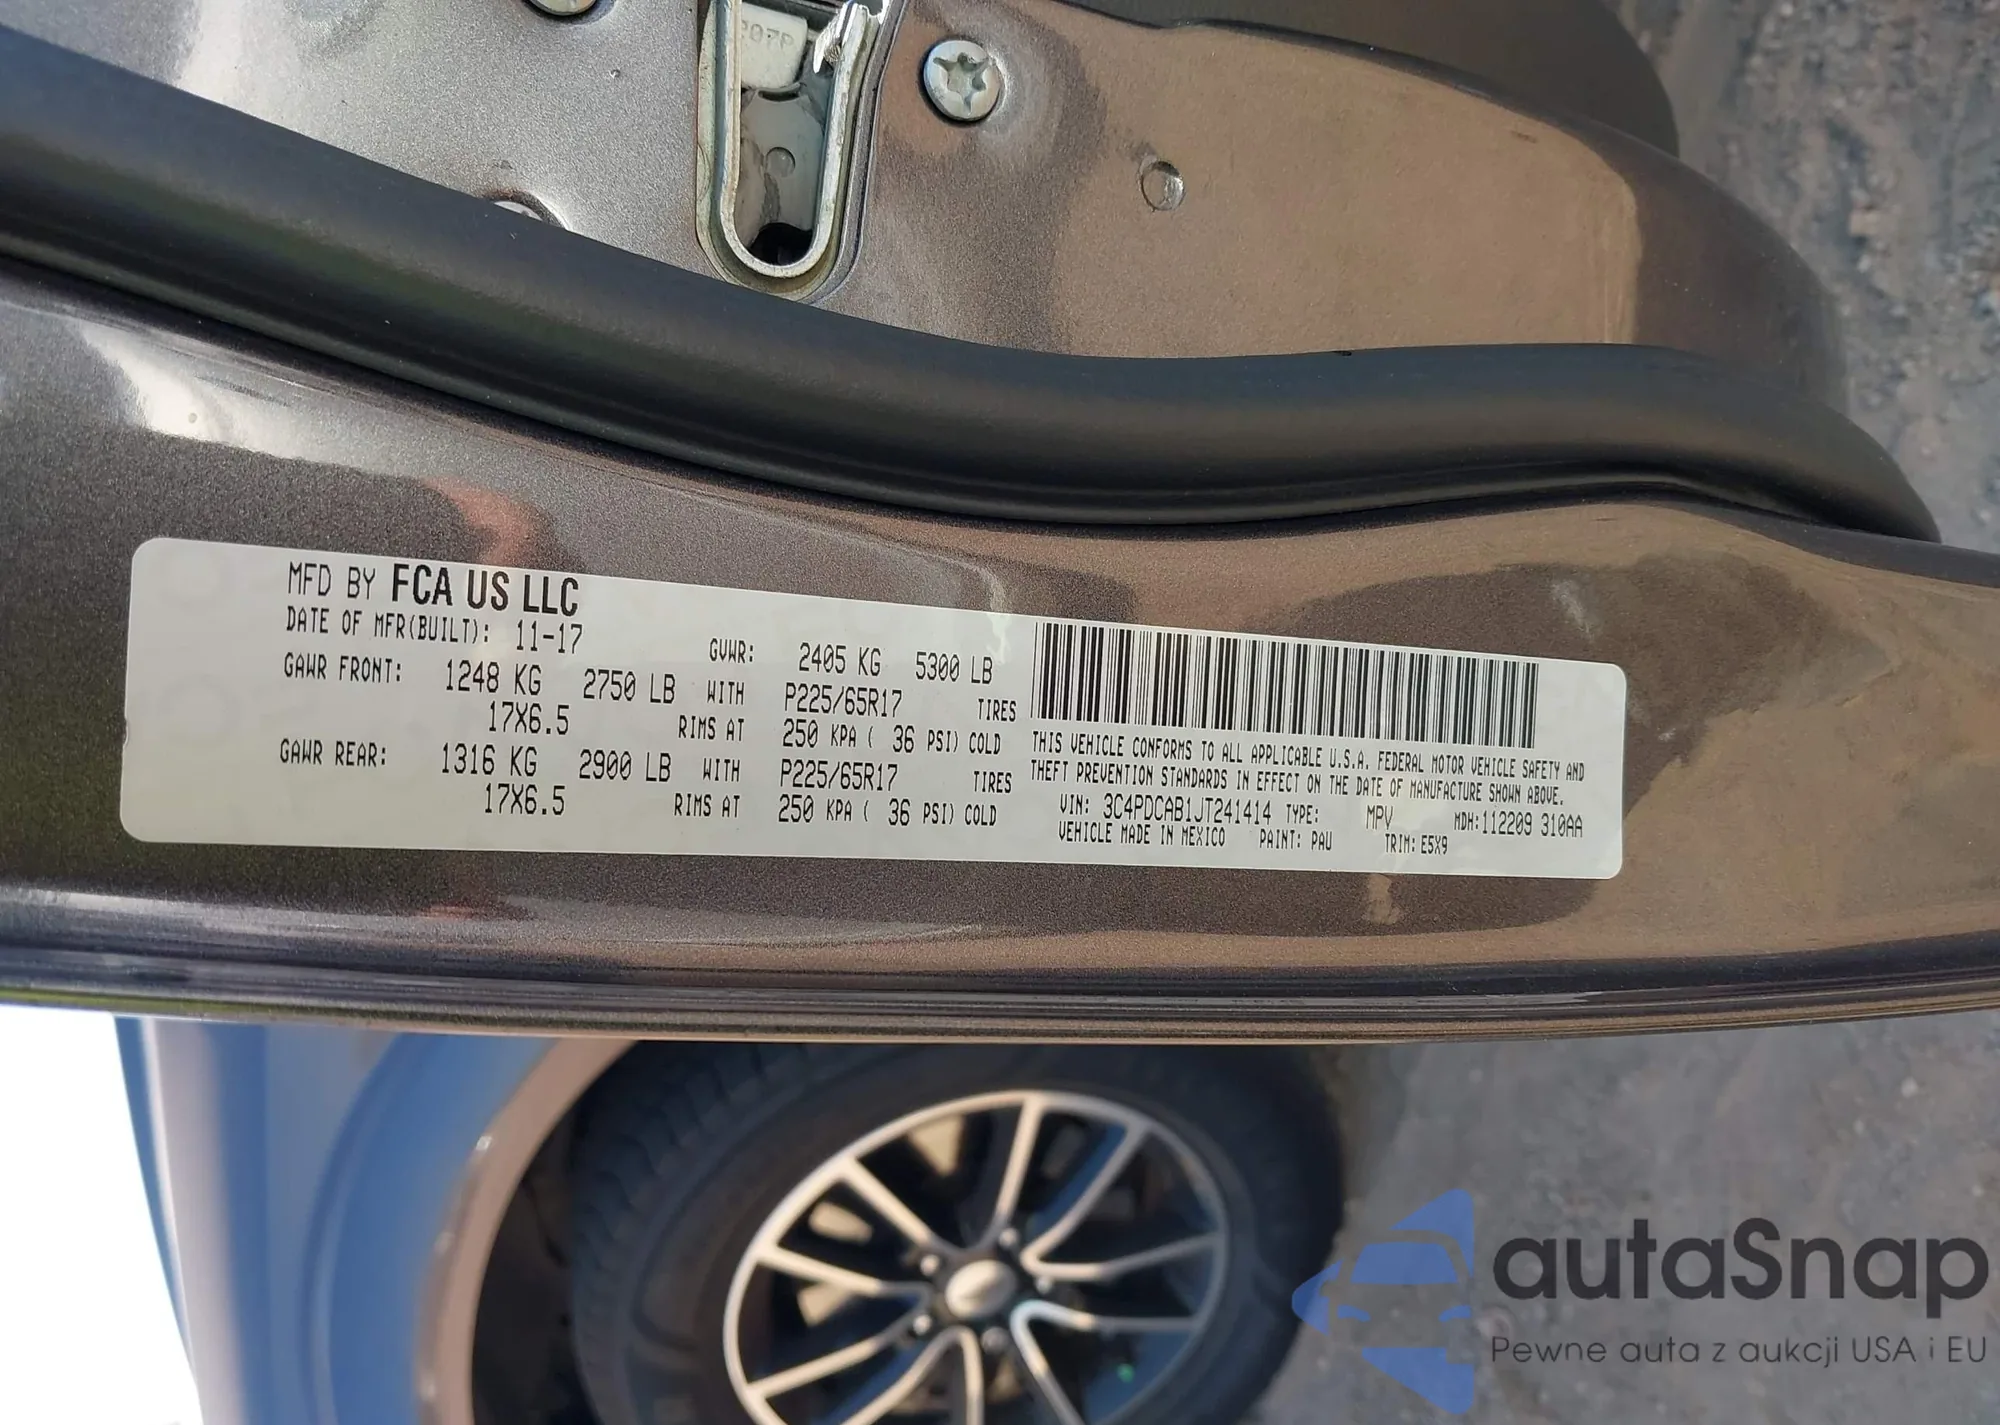 MFD BY FCA US LLC
DATE OF MFR(BUILT): 11-17 GVWR: 2405 KG 5300 LB
GAWR FRONT: 1248 KG 2750 LB WITH P225/65R17 TIRES
17X6.5 RIMS AT 250 KPA ( 36 PSI) COLD
GAWR REAR: 1316 KG 2900 LB WITH P225/65R17 TIRES
17X6.5 RIMS AT 250 KPA ( 36 PSI) COLD
THIS VEHICLE CONFORMS TO ALL APPLICABLE U.S.A. FEDERAL MOTOR VEHICLE SAFETY AND
THEFT PREVENTION STANDARDS IN EFFECT ON THE DATE OF MANUFACTURE SHOWN ABOVE.
VIN: 3C4PDCAB1JT241414 TYPE: MPV MDH:112209 310AA
VEHICLE MADE IN MEXICO PAINT: PAU TRIM: E5X9
autaSnap
Pewne auta z aukcji USA i EU